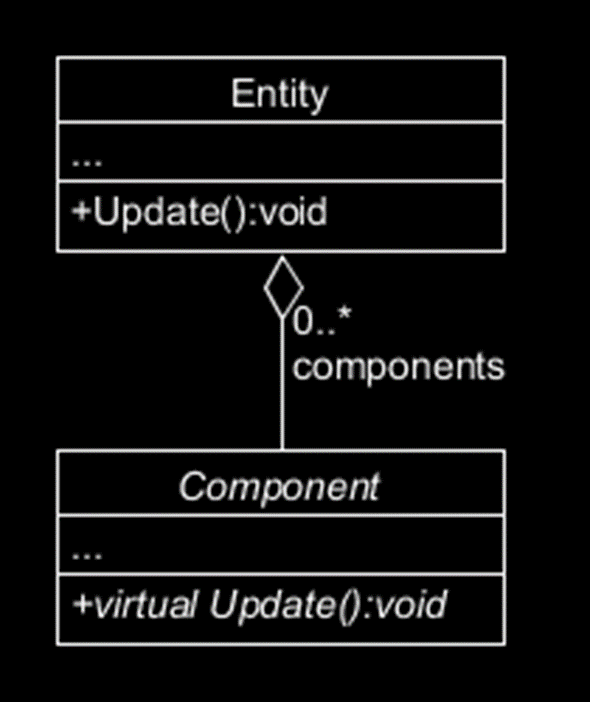 Entity
...
+Update():void
0..*
components
Component
...
+virtual Update():void